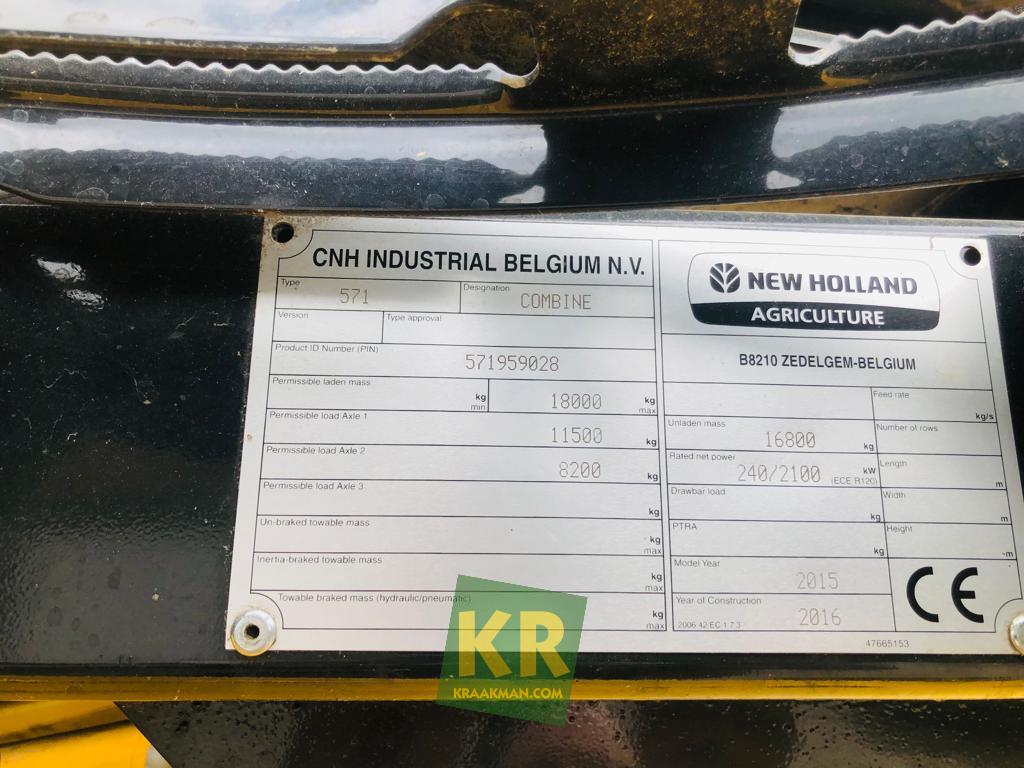 CNH INDUSTRIAL BELGIUM N.V.
Type 571
Designation COMBINE
Version
Type approval
Product ID Number (PIN) 571959028
Permissible laden mass kg min 18000 kg max
Permissible load Axle 1 11500 kg
Permissible load Axle 2 8200 kg
Permissible load Axle 3 kg
Un-braked towable mass kg max
Inertia-braked towable mass kg max
Towable braked mass (hydraulic/pneumatic) kg max
NEW HOLLAND
AGRICULTURE
B8210 ZEDELGEM-BELGIUM
Feed rate kg/s
Unladen mass 16800 kg
Number of rows
Rated net power 240/2100 kW (ECE R120)
Length m
Drawbar load kg
Width m
PTRA kg
Height m
Model Year 2015
Year of Construction 2016
2006 42 EC 1.7.3
CE
47665153
KR
KRAAKMAN.COM